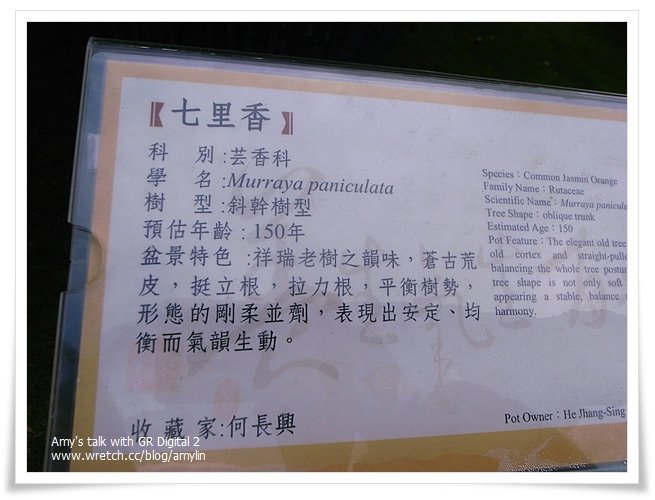 【七里香】
科 別:芸香科
學 名:Murraya paniculata
樹 型:斜幹樹型
預估年齡:150年
盆景特色:祥瑞老樹之韻味,蒼古荒
皮,挺立根,拉力根,平衡樹勢,
形態的剛柔並劑,表現出安定、均
衡而氣韻生動。
收藏家:何長興
Species:Common Jasmin Orange
Family Name:Rutaceae
Scientific Name:Murraya panicula
Tree Shape:oblique trunk
Estimated Age:150
Pot Feature:The elegant old tree
old cortex and straight-pull
balancing the whole tree postur
tree shape is not only soft
appearing a stable, balance
harmony.
Pot Owner:He Jhang-Sing
Amy's talk with GR Digital 2
www.wretch.cc/blog/amylin